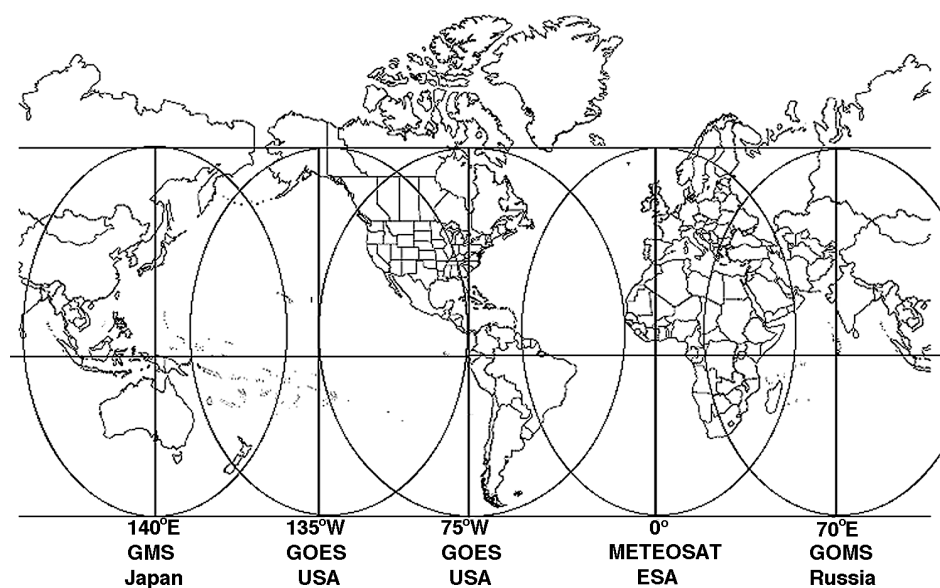 140°E 135°W 75°W 0° 70°E
GMS GOES GOES METEOSAT GOMS
Japan USA USA ESA Russia